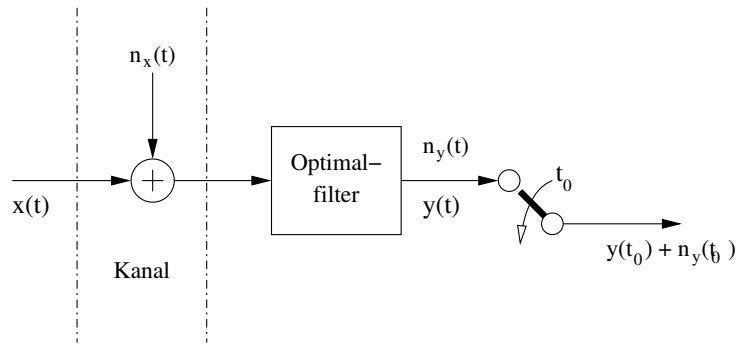 n_x(t)
x(t)
Kanal
Optimal–
filter
n_y(t)
y(t)
t_0
y(t_0) + n_y(t_0)